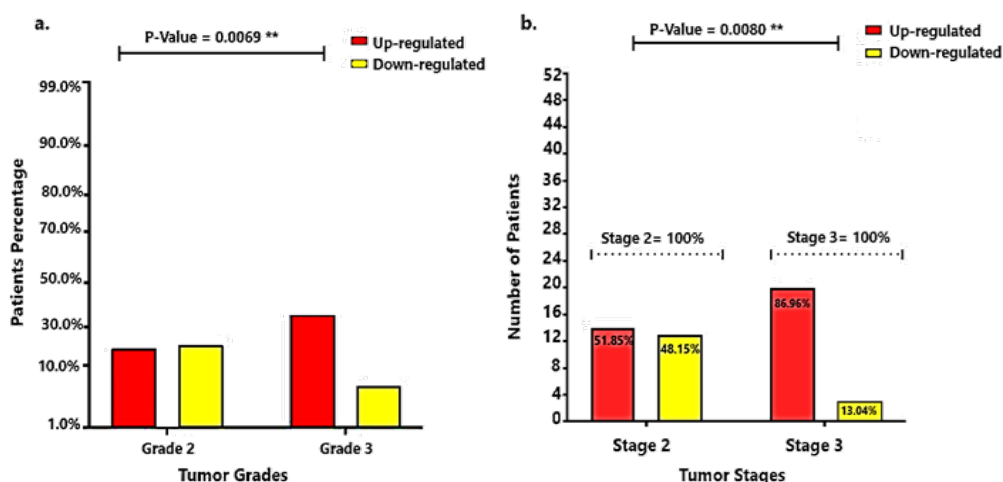 a.
P-Value = 0.0069 **
Up-regulated
Down-regulated
99.0%
90.0%
80.0%
70.0%
50.0%
30.0%
10.0%
1.0%
Patients Percentage
Grade 2
Grade 3
Tumor Grades
b.
P-Value = 0.0080 **
Up-regulated
Down-regulated
52
48
44
40
36
32
28
24
20
16
12
8
4
0
Number of Patients
Stage 2= 100%
Stage 3= 100%
51.85%
48.15%
86.96%
13.04%
Stage 2
Stage 3
Tumor Stages